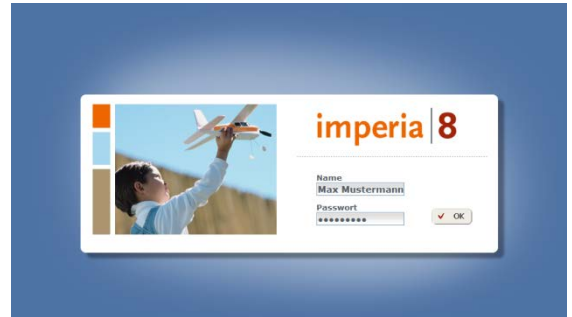 imperia 8
Name
Max Mustermann
Passwort
•••••••••
OK